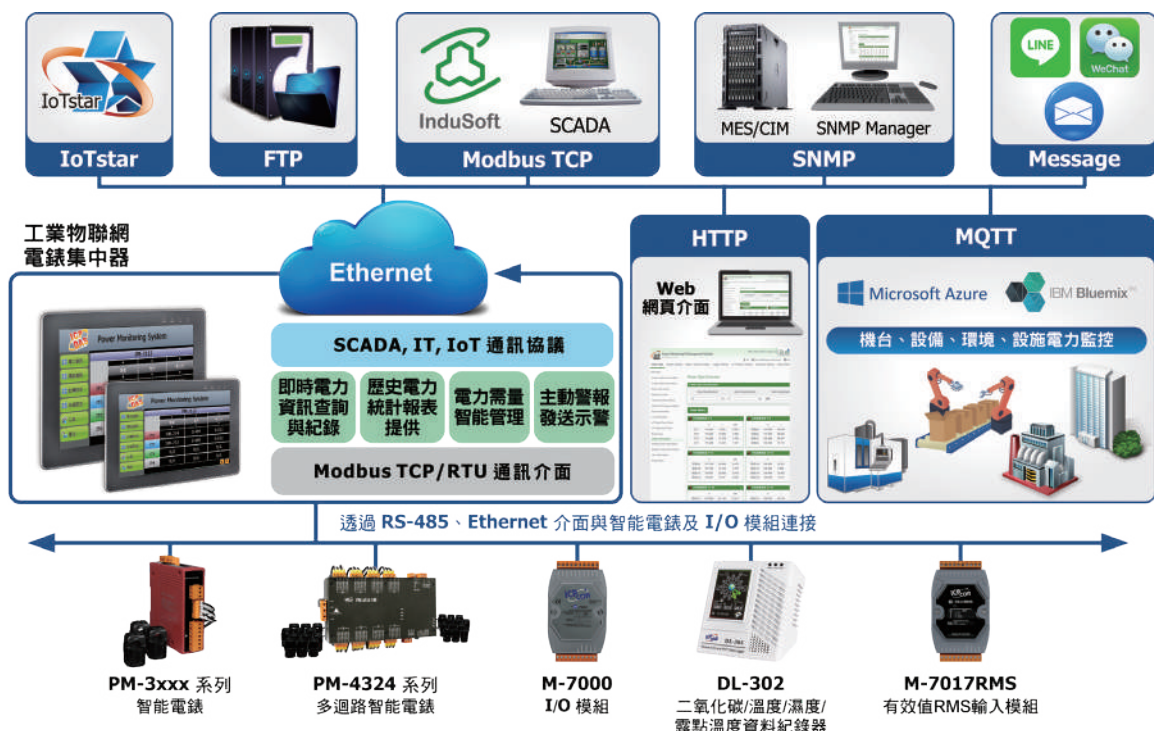 IoTstar
LINE
WeChat
InduSoft
SCADA
MES/CIM
SNMP Manager
IoTstar
FTP
Modbus TCP
SNMP
Message
工業物聯網
電錶集中器
Ethernet
HTTP
MQTT
Web
網頁介面
Microsoft Azure
IBM Bluemix
機台、設備、環境、設施電力監控
Power Monitoring System
Power Monitoring System
SCADA, IT, IoT 通訊協議
即時電力
資訊查詢
與紀錄
歷史電力
統計報表
提供
電力需量
智能管理
主動警報
發送示警
Modbus TCP/RTU 通訊介面
透過 RS-485、Ethernet 介面與智能電錶及 I/O 模組連接
DL-302
PM-3xxx 系列
智能電錶
PM-4324 系列
多迴路智能電錶
M-7000
I/O 模組
DL-302
二氧化碳/溫度/濕度/
露點溫度資料紀錄器
M-7017RMS
有效值RMS輸入模組